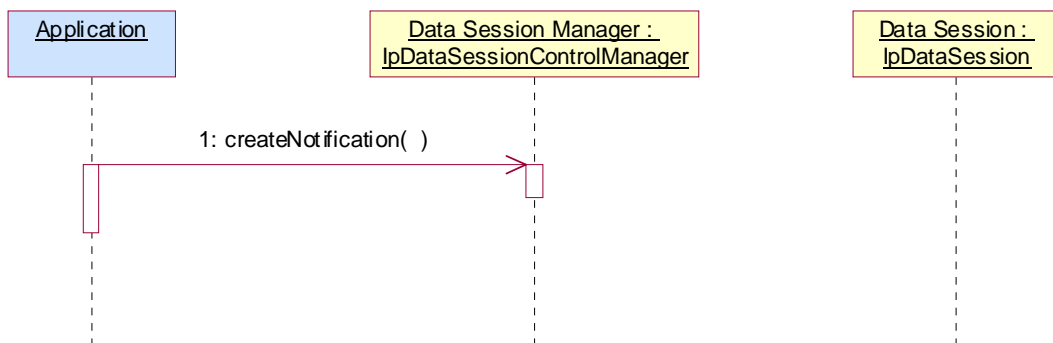 Application
Data Session Manager :
IpDataSessionControlManager
Data Session :
IpDataSession
1: createNotification( )